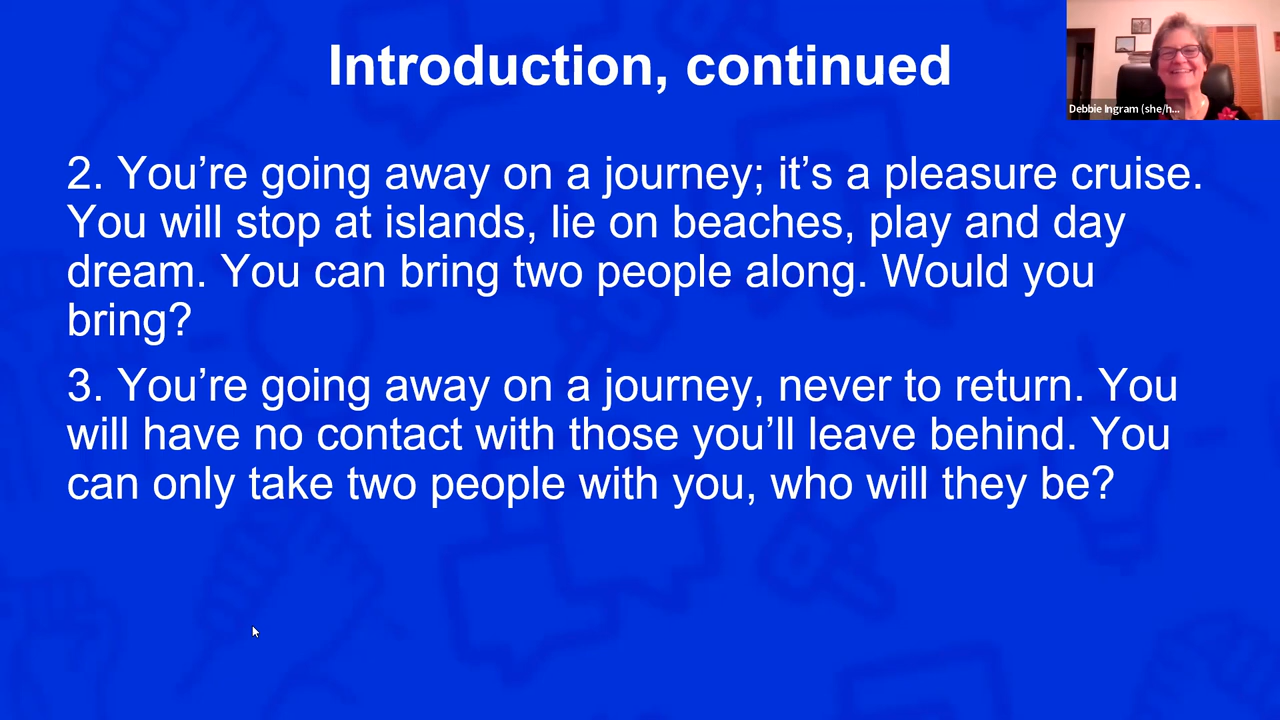 Introduction, continued
Debbie Ingram (she/h...
2. You’re going away on a journey; it’s a pleasure cruise.
You will stop at islands, lie on beaches, play and day
dream. You can bring two people along. Would you
bring?
3. You’re going away on a journey, never to return. You
will have no contact with those you’ll leave behind. You
can only take two people with you, who will they be?